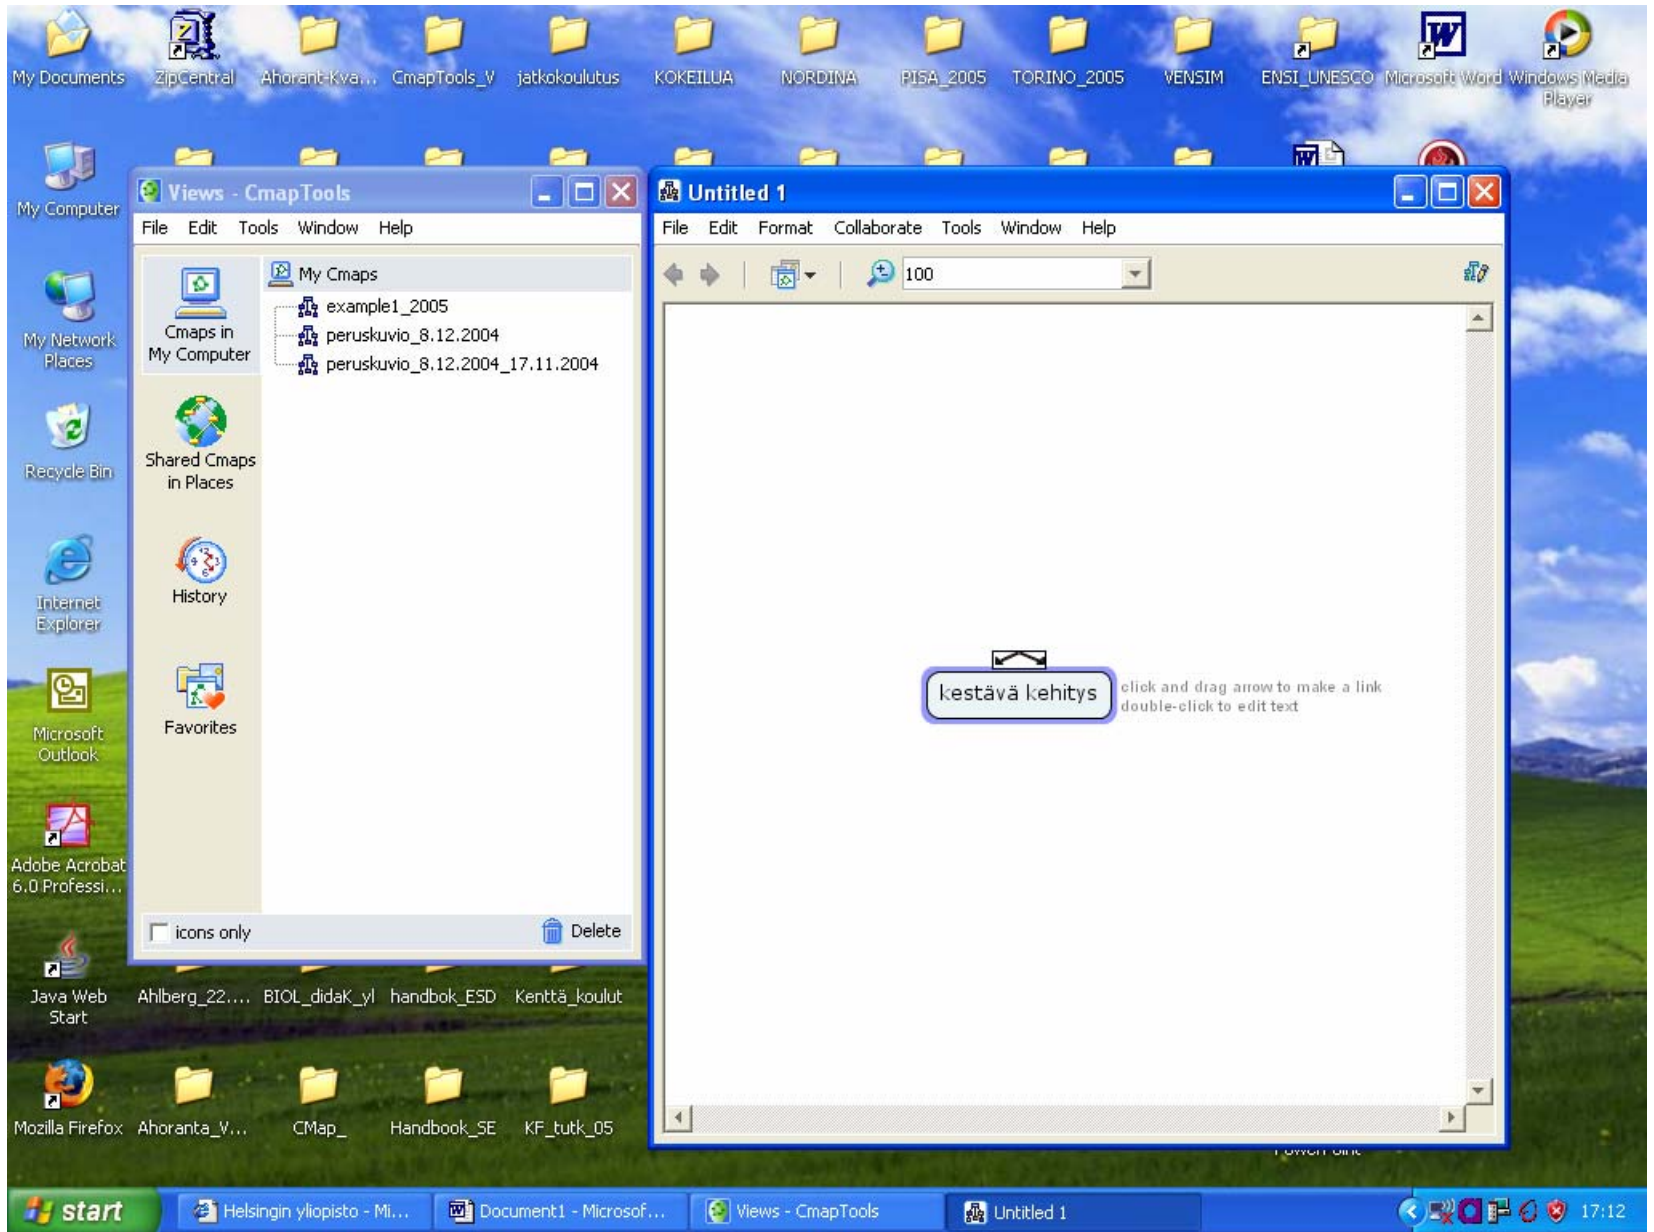 My Documents
ZipCentral
Ahorant-Kva...
CmapTools_V
jatkokoulutus
KOKEILUA
NORDINA
PISA_2005
TORINO_2005
VENSIM
ENSI_UNESCO
Microsoft Word
Windows Media
Player
My Computer
Views - CmapTools
File Edit Tools Window Help
Cmaps in
My Computer
My Cmaps
example1_2005
peruskuvio_8.12.2004
peruskuvio_8.12.2004_17.11.2004
Shared Cmaps
in Places
History
Favorites
icons only
Delete
Untitled 1
File Edit Format Collaborate Tools Window Help
100
kestävä kehitys
click and drag arrow to make a link
double-click to edit text
My Network
Places
Recycle Bin
Internet
Explorer
Microsoft
Outlook
Adobe Acrobat
6.0 Professi...
Java Web
Start
Ahlberg_22....
BIOL_didaK_yl
handbok_ESD
Kenttä_koulut
Mozilla Firefox
Ahoranta_V...
CMap_
Handbook_SE
KF_tutk_05
PowerPoint
start
Helsingin yliopisto - Mi...
Document1 - Microsof...
Views - CmapTools
Untitled 1
17:12